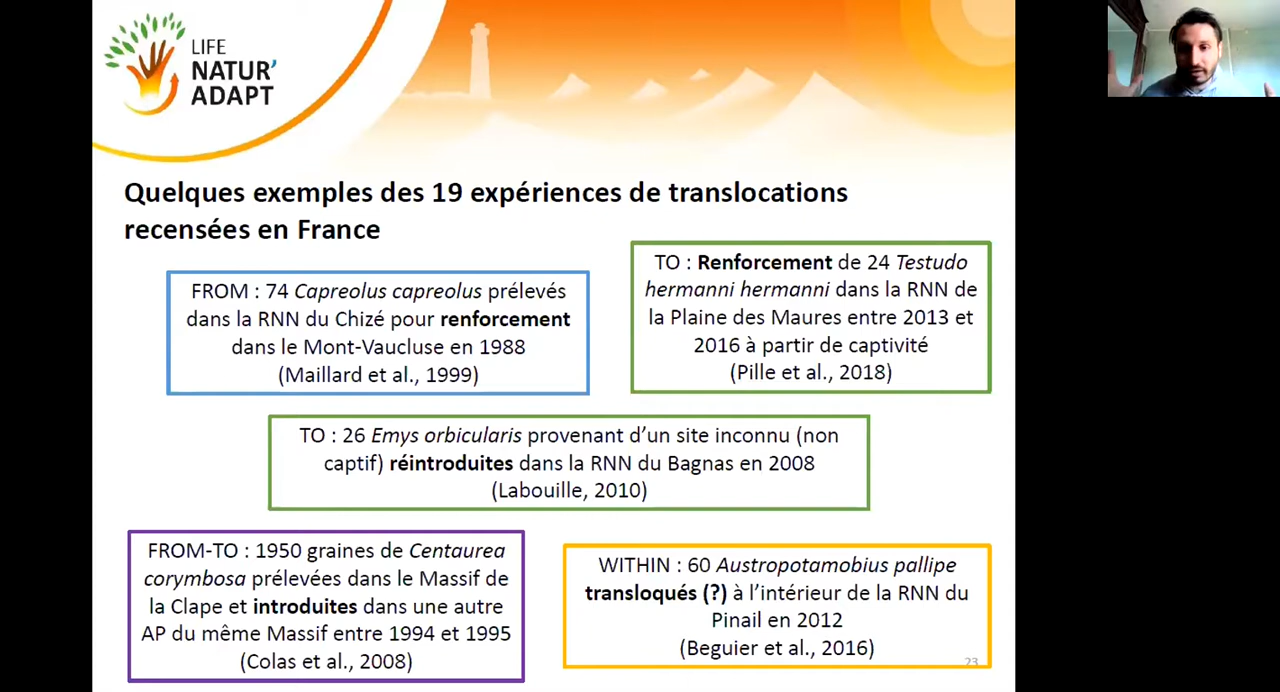 LIFE
NATUR'
ADAPT
Quelques exemples des 19 expériences de translocations
recensées en France
FROM : 74 Capreolus capreolus prélevés
dans la RNN du Chizé pour renforcement
dans le Mont-Vaucluse en 1988
(Maillard et al., 1999)
TO : Renforcement de 24 Testudo
hermanni hermanni dans la RNN de
la Plaine des Maures entre 2013 et
2016 à partir de captivité
(Pille et al., 2018)
TO : 26 Emys orbicularis provenant d’un site inconnu (non
captif) réintroduites dans la RNN du Bagnas en 2008
(Labouille, 2010)
FROM-TO : 1950 graines de Centaurea
corymbosa prélevées dans le Massif de
la Clape et introduites dans une autre
AP du même Massif entre 1994 et 1995
(Colas et al., 2008)
WITHIN : 60 Austropotamobius pallipe
transloqués (?) à l’intérieur de la RNN du
Pinail en 2012
(Beguier et al., 2016)
23